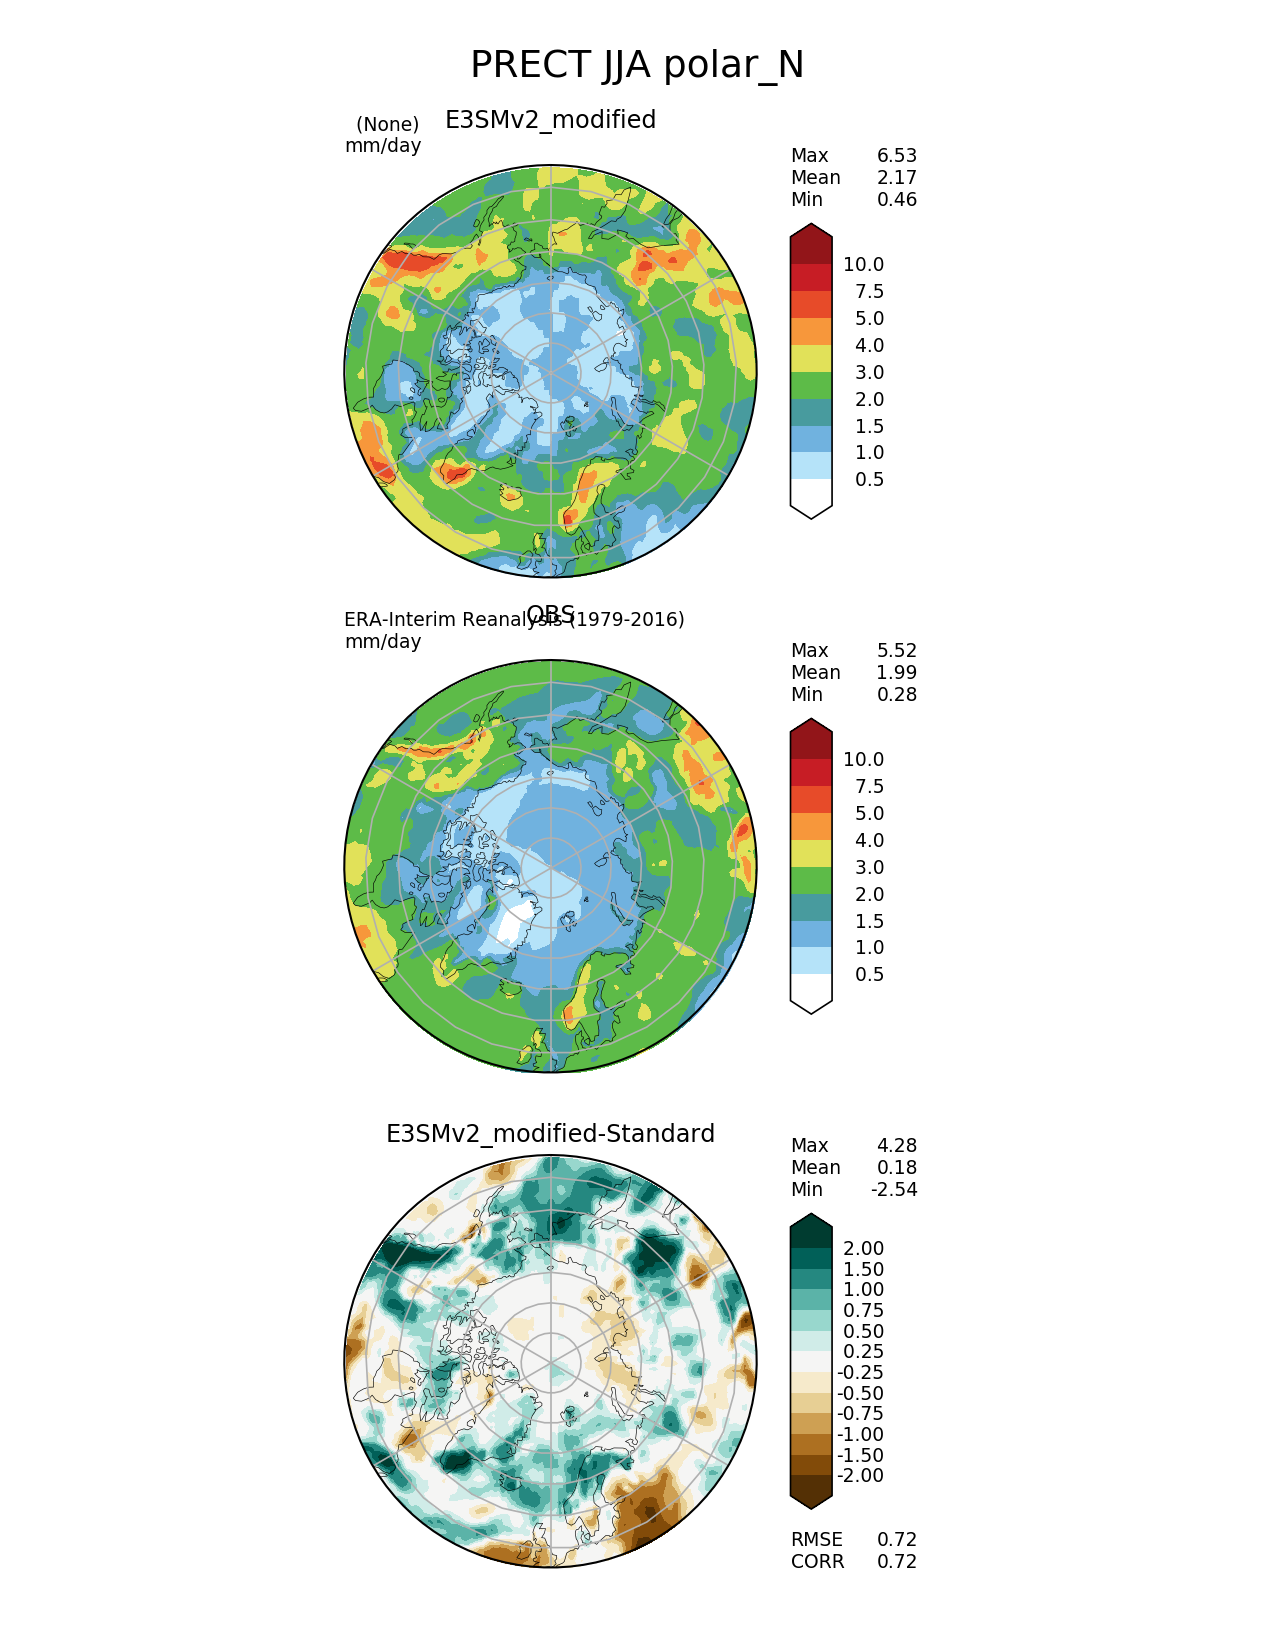 PRECT JJA polar_N
E3SMv2_modified
(None)
mm/day
Max 6.53
Mean 2.17
Min 0.46
10.0
7.5
5.0
4.0
3.0
2.0
1.5
1.0
0.5
OBS
ERA-Interim Reanalysis (1979-2016)
mm/day
Max 5.52
Mean 1.99
Min 0.28
10.0
7.5
5.0
4.0
3.0
2.0
1.5
1.0
0.5
E3SMv2_modified-Standard
Max 4.28
Mean 0.18
Min -2.54
2.00
1.50
1.00
0.75
0.50
0.25
-0.25
-0.50
-0.75
-1.00
-1.50
-2.00
RMSE 0.72
CORR 0.72